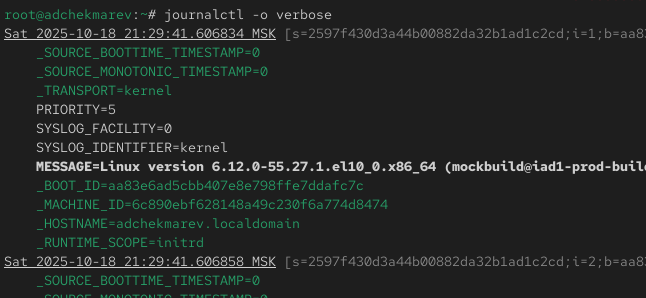 root@adchekmarev:~# journalctl -o verbose
Sat 2025-10-18 21:29:41.606834 MSK [s=2597f430d3a44b00882da32b1ad1c2cd;i=1;b=aa83
    _SOURCE_BOOTTIME_TIMESTAMP=0
    _SOURCE_MONOTONIC_TIMESTAMP=0
    _TRANSPORT=kernel
    PRIORITY=5
    SYSLOG_FACILITY=0
    SYSLOG_IDENTIFIER=kernel
    MESSAGE=Linux version 6.12.0-55.27.1.el10_0.x86_64 (mockbuild@iad1-prod-buil
    _BOOT_ID=aa83e6ad5cbb407e8e798ffe7ddafc7c
    _MACHINE_ID=6c890ebf628148a49c230f6a774d8474
    _HOSTNAME=adchekmarev.localdomain
    _RUNTIME_SCOPE=initrd
Sat 2025-10-18 21:29:41.606858 MSK [s=2597f430d3a44b00882da32b1ad1c2cd;i=2;b=aa83
    _SOURCE_BOOTTIME_TIMESTAMP=0
    _SOURCE_MONOTONIC_TIMESTAMP=0